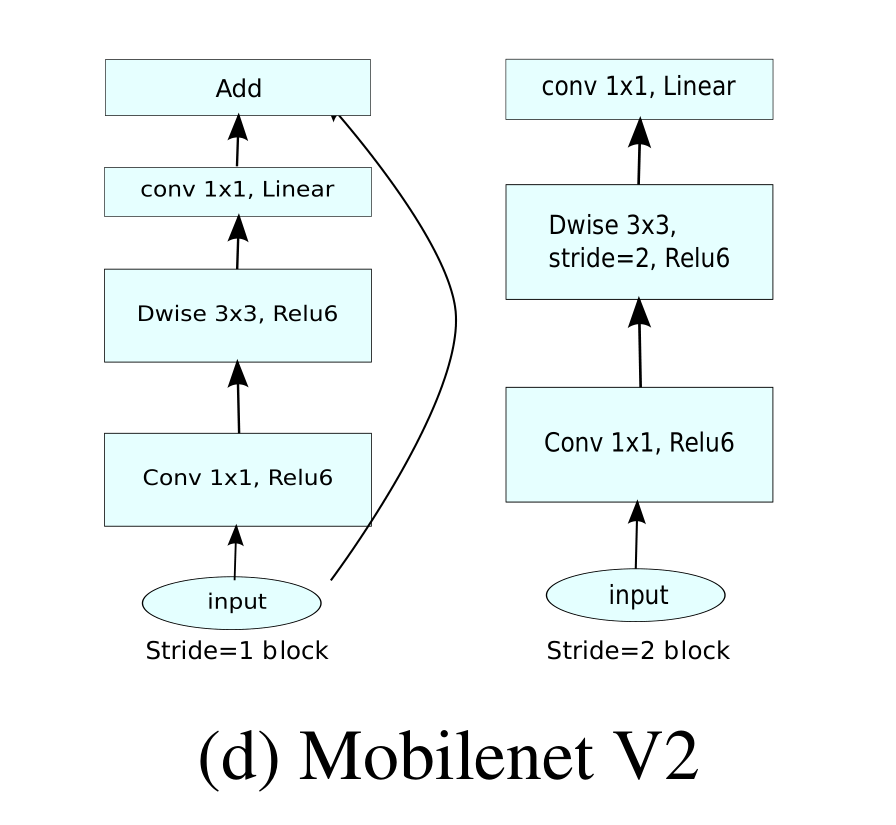 Add
conv 1x1, Linear
Dwise 3x3, Relu6
Conv 1x1, Relu6
input
Stride=1 block
conv 1x1, Linear
Dwise 3x3,
stride=2, Relu6
Conv 1x1, Relu6
input
Stride=2 block
(d) Mobilenet V2